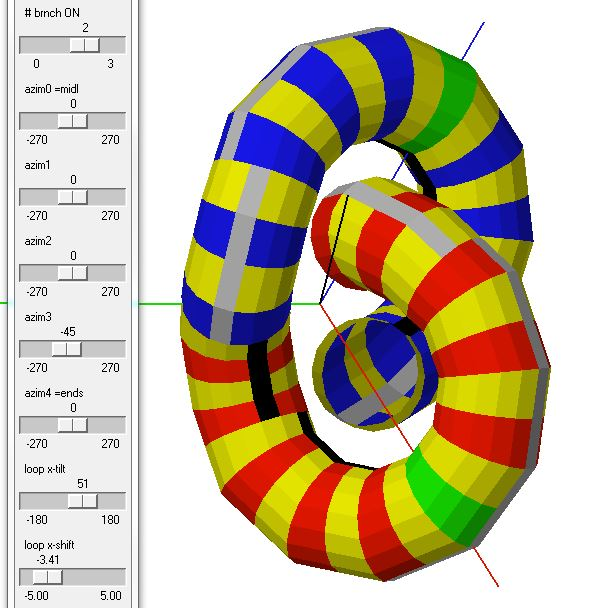 # brnch ON
2
0 3
azim0 =midl
0
-270 270
azim1
0
-270 270
azim2
0
-270 270
azim3
-45
-270 270
azim4 =ends
0
-270 270
loop x-tilt
51
-180 180
loop x-shift
-3.41
-5.00 5.00